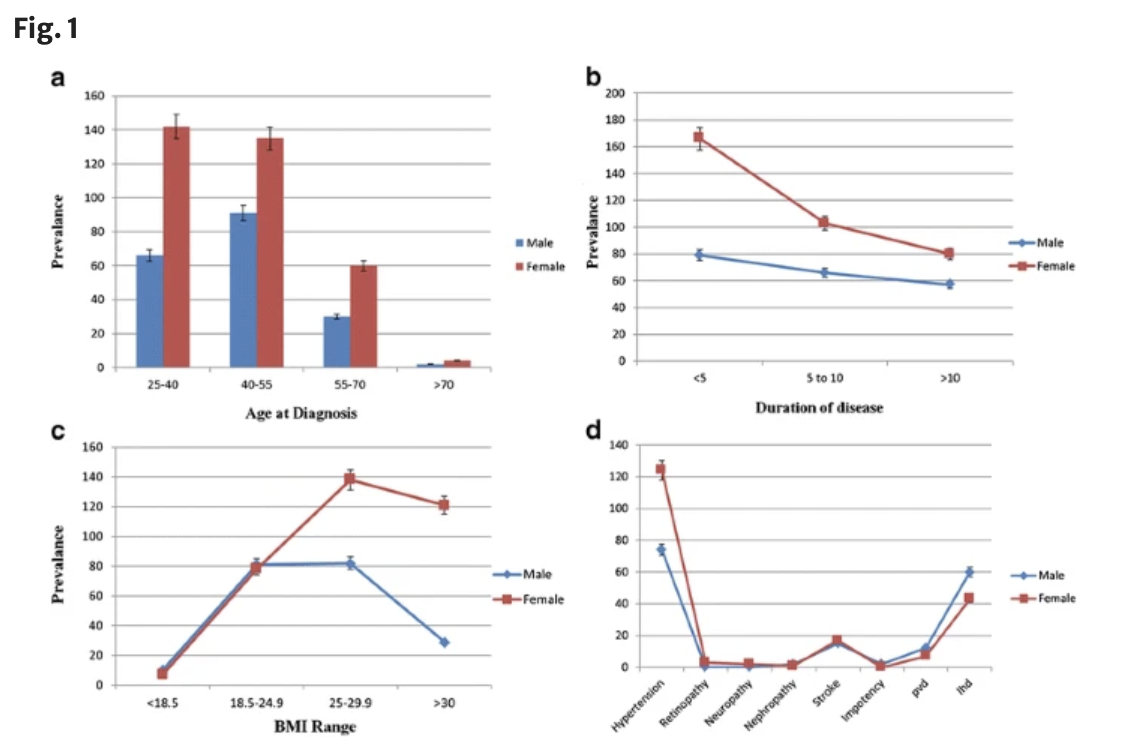 Fig. 1
a
160
140
120
100
80
60
40
20
0
Prevalance
25-40 40-55 55-70 >70
Age at Diagnosis
Male
Female
b
200
180
160
140
120
100
80
60
40
20
0
Prevalance
<5 5 to 10 >10
Duration of disease
Male
Female
c
160
140
120
100
80
60
40
20
0
Prevalance
<18.5 18.5-24.9 25-29.9 >30
BMI Range
Male
Female
d
140
120
100
80
60
40
20
0
Hypertension
Retinopathy
Neuropathy
Nephropathy
Stroke
Impotency
pvd
Ihd
Male
Female